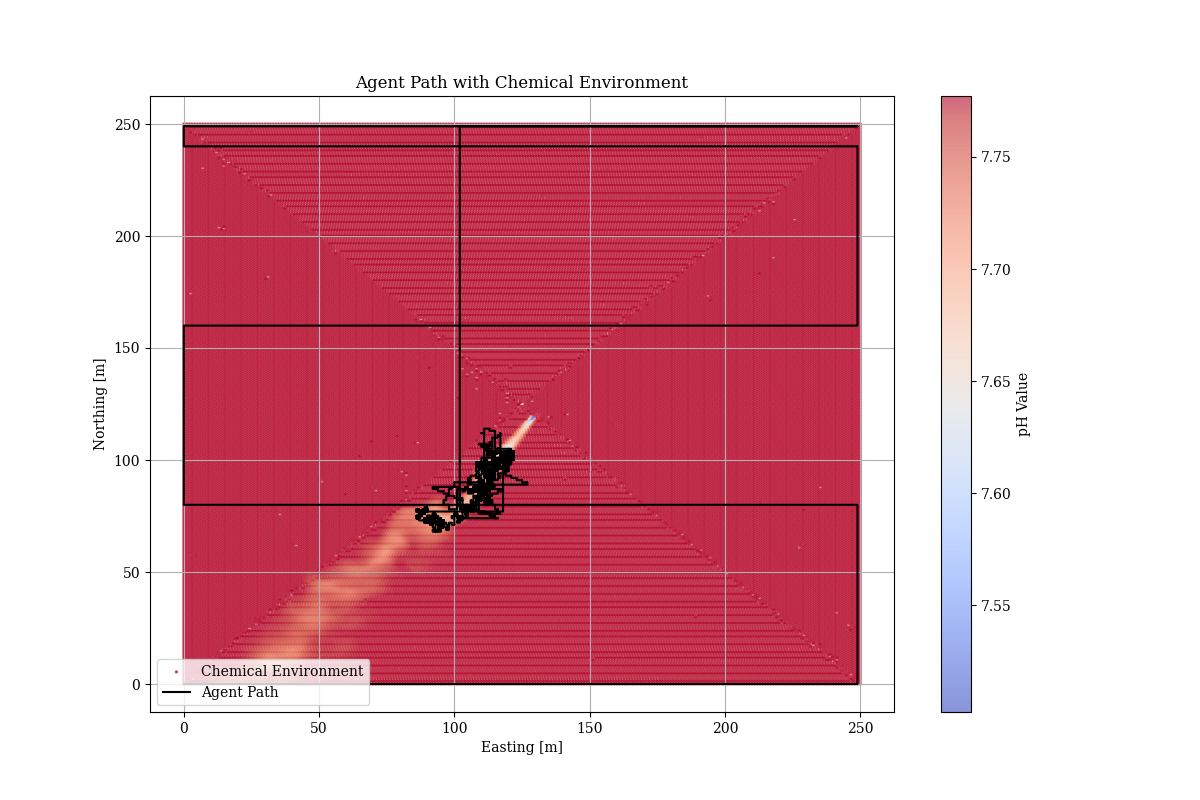 Agent Path with Chemical Environment
250
200
150
100
50
0
Northing [m]
0
50
100
150
200
250
Easting [m]
Chemical Environment
Agent Path
7.75
7.70
7.65
7.60
7.55
pH Value